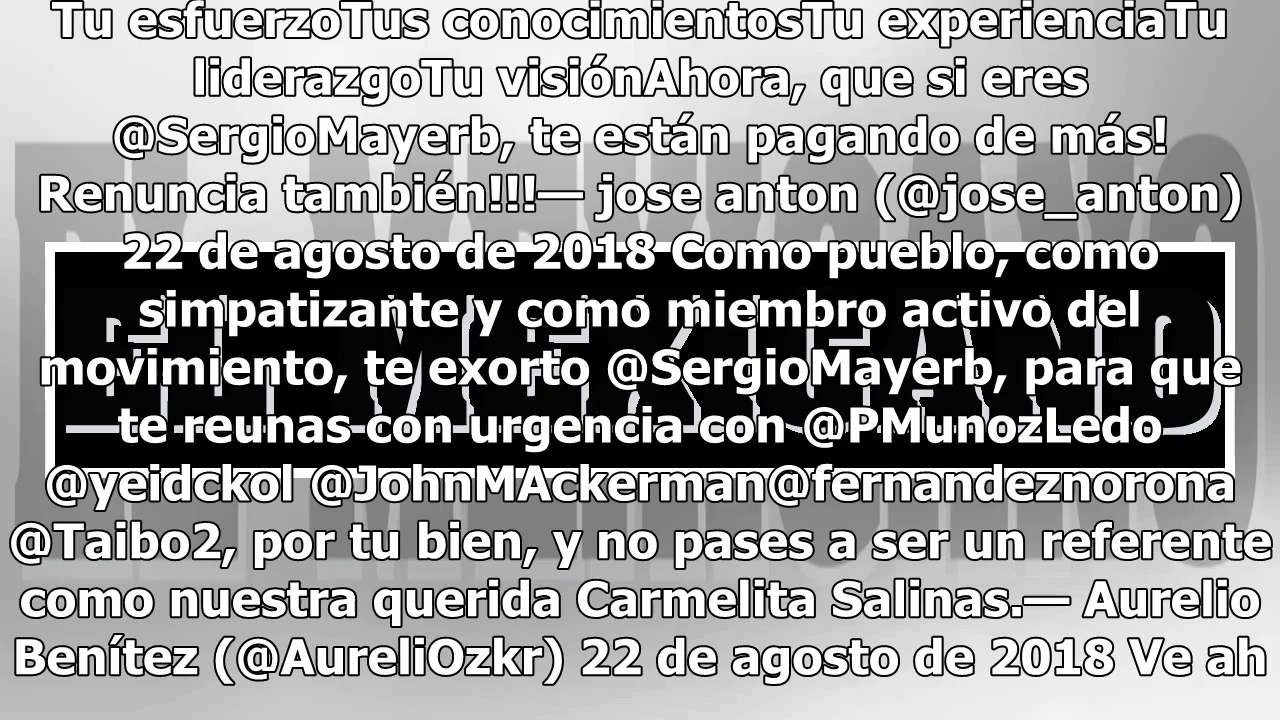 Tu esfuerzoTus conocimientosTu experienciaTu
liderazgoTu visiónAhora, que si eres
@SergioMayerb, te están pagando de más!
Renuncia también!!!— jose anton (@jose_anton)
22 de agosto de 2018 Como pueblo, como
simpatizante y como miembro activo del
movimiento, te exorto @SergioMayerb, para que
te reunas con urgencia con @PMunozLedo
@yeidckol @JohnMAckerman@fernandeznorona
@Taibo2, por tu bien, y no pases a ser un referente
como nuestra querida Carmelita Salinas.— Aurelio
Benítez (@AureliOzkr) 22 de agosto de 2018 Ve ah
EL MEXICANO